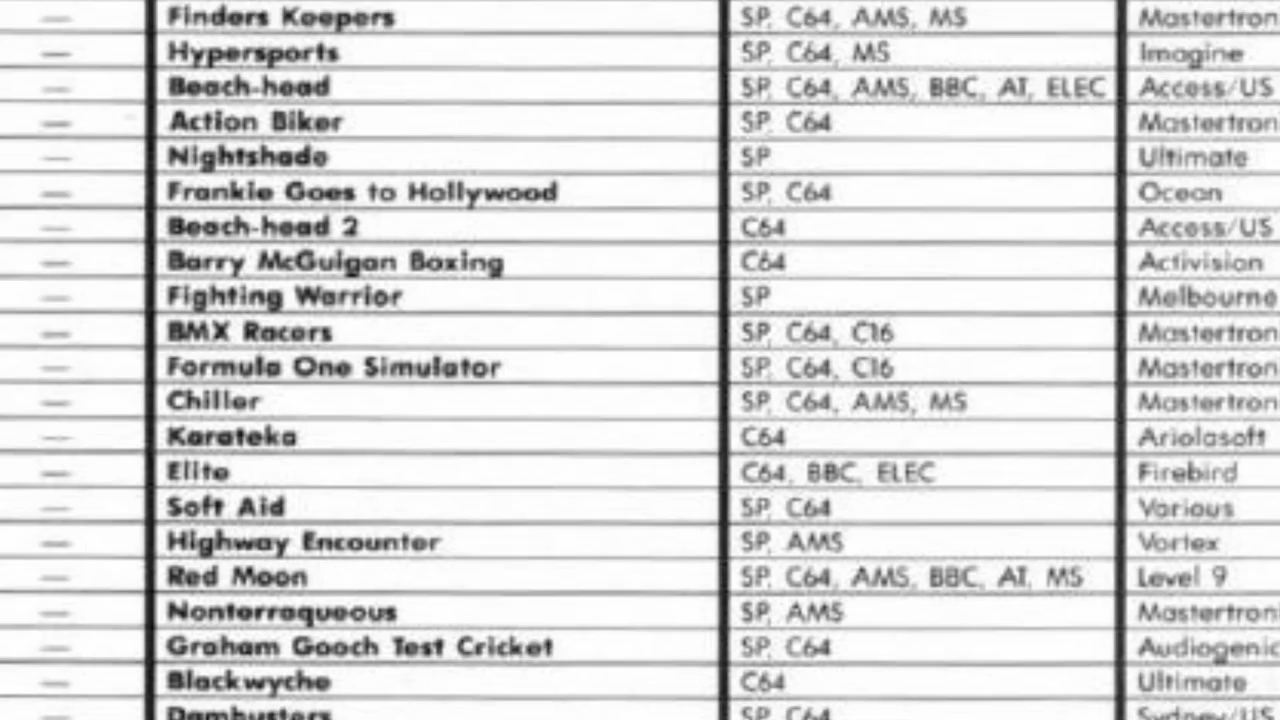 — Finders Keepers SP, C64, AMS, MS Mastertron
— Hypersports SP, C64, MS Imagine
— Beach-head SP, C64, AMS, BBC, AT, ELEC Access/US
— Action Biker SP, C64 Mastertron
— Nightshade SP Ultimate
— Frankie Goes to Hollywood SP, C64 Ocean
— Beach-head 2 C64 Access/US
— Barry McGuigan Boxing C64 Activision
— Fighting Warrior SP Melbourne
— BMX Racers SP, C64, C16 Mastertron
— Formula One Simulator SP, C64, C16 Mastertron
— Chiller SP, C64, AMS, MS Mastertron
— Karateka C64 Ariolasoft
— Elite C64, BBC, ELEC Firebird
— Soft Aid SP, C64 Various
— Highway Encounter SP, AMS Vortex
— Red Moon SP, C64, AMS, BBC, AT, MS Level 9
— Nonterraqueous SP, AMS Mastertron
— Graham Gooch Test Cricket SP, C64 Audiogenic
— Blackwyche C64 Ultimate
Dambusters SP, C64 Sydney/US